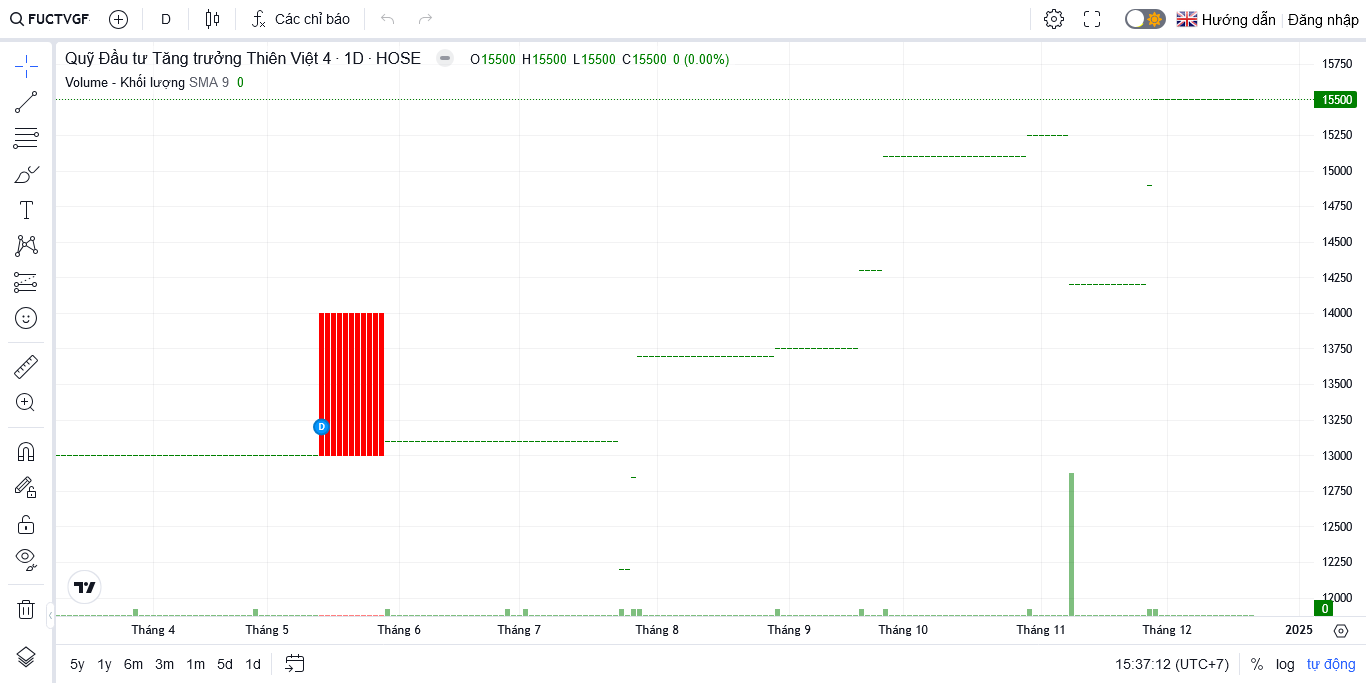 FUCTVGF D Các chỉ báo Hướng dẫn Đăng nhập
Quỹ Đầu tư Tăng trưởng Thiên Việt 4 · 1D · HOSE O15500 H15500 L15500 C15500 0 (0.00%)
Volume - Khối lượng SMA 9 0
15750
15500
15250
15000
14750
14500
14250
14000
13750
13500
13250
13000
12750
12500
12250
12000
D
0
Tháng 4 Tháng 5 Tháng 6 Tháng 7 Tháng 8 Tháng 9 Tháng 10 Tháng 11 Tháng 12 2025
5y 1y 6m 3m 1m 5d 1d 15:37:12 (UTC+7) % log tự động